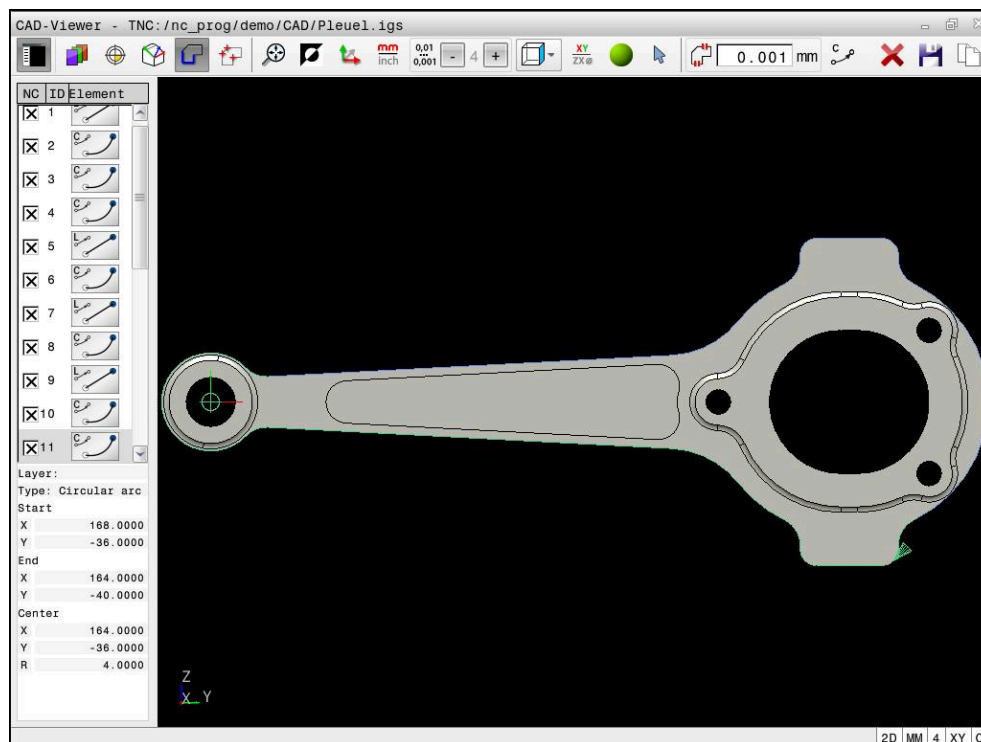 CAD-Viewer - TNC:/nc_prog/demo/CAD/Pleuel.igs
mm
inch
0,01
0,001
- 4 +
XY
ZXø
0.001 mm
C
NC ID Element
1 L
2 C
3 C
4 C
5 L
6 C
7 L
8 C
9 L
10 C
11 C
Layer:
Type: Circular arc
Start
X 168.0000
Y -36.0000
End
X 164.0000
Y -40.0000
Center
X 164.0000
Y -36.0000
R 4.0000
Z
X Y
2D MM 4 XY